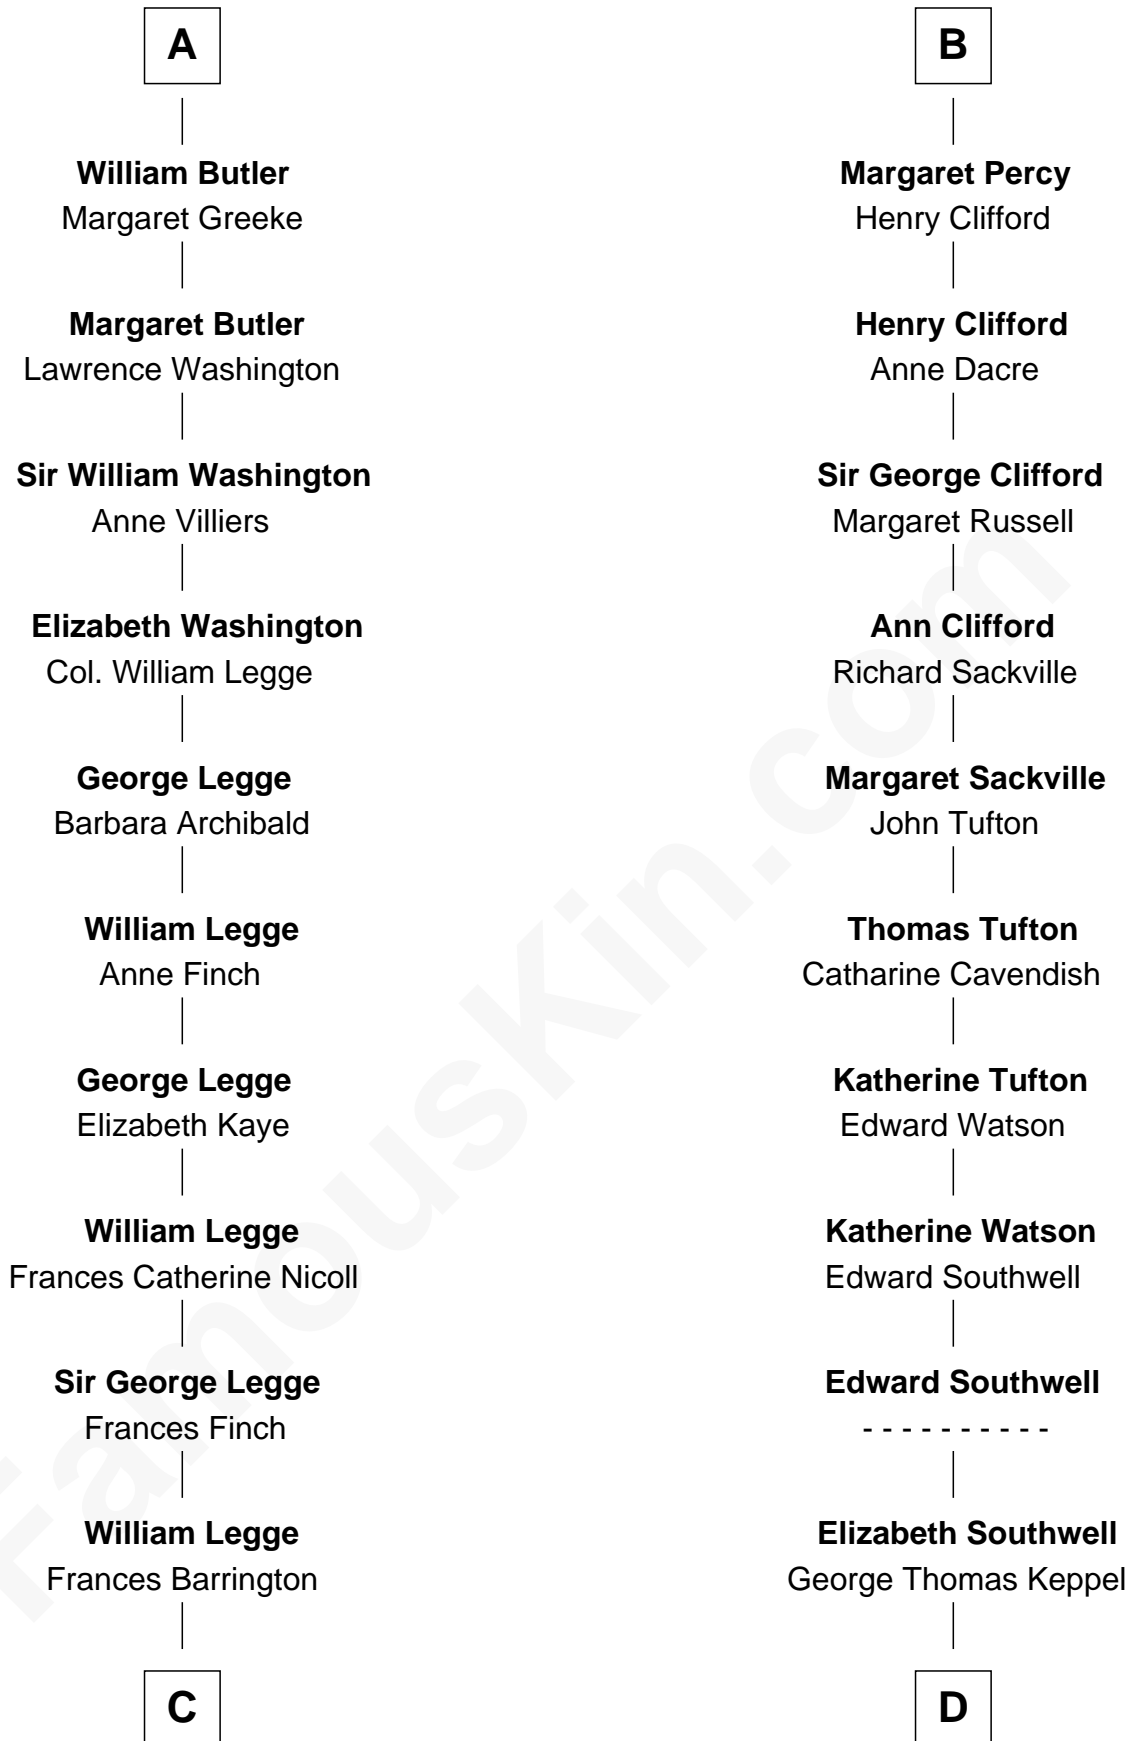 A
William Butler
Margaret Greeke
Margaret Butler
Lawrence Washington
Sir William Washington
Anne Villiers
Elizabeth Washington
Col. William Legge
George Legge
Barbara Archibald
William Legge
Anne Finch
George Legge
Elizabeth Kaye
William Legge
Frances Catherine Nicoll
Sir George Legge
Frances Finch
William Legge
Frances Barrington
C
B
Margaret Percy
Henry Clifford
Henry Clifford
Anne Dacre
Sir George Clifford
Margaret Russell
Ann Clifford
Richard Sackville
Margaret Sackville
John Tufton
Thomas Tufton
Catharine Cavendish
Katherine Tufton
Edward Watson
Katherine Watson
Edward Southwell
Edward Southwell
- - - - - - - - - -
Elizabeth Southwell
George Thomas Keppel
D
FamousKin.com